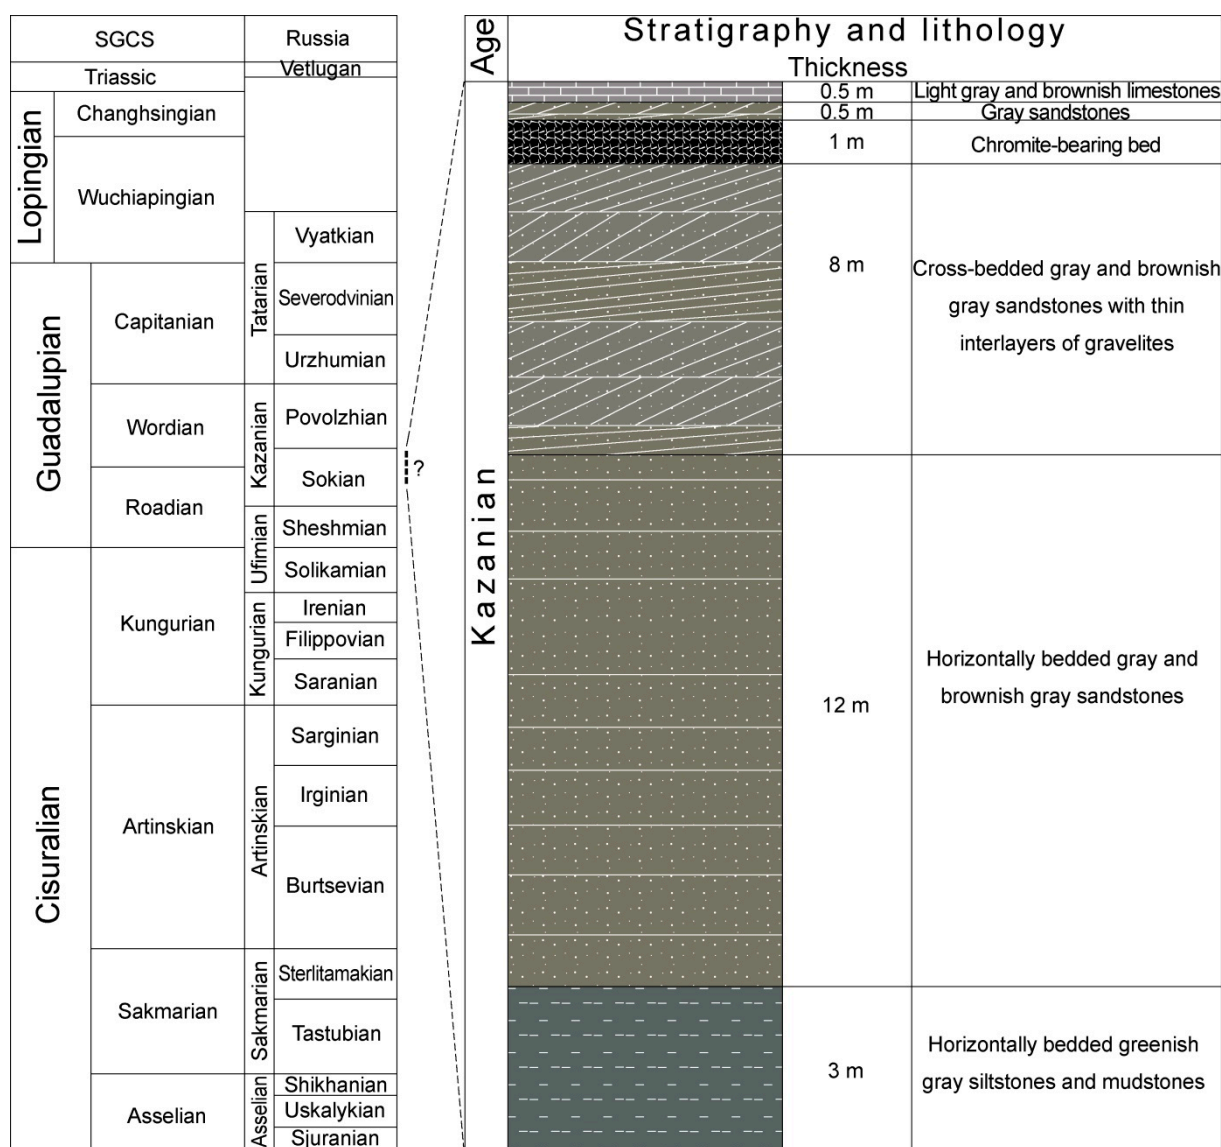 SGCS
Russia
Triassic
Vetlugan
Lopingian
Changhsingian
Wuchiapingian
Guadalupian
Capitanian
Wordian
Roadian
Cisuralian
Kungurian
Artinskian
Sakmarian
Asselian
Tatarian
Vyatkian
Severodvinian
Urzhumian
Kazanian
Povolzhian
Sokian
Ufimian
Sheshmian
Solikamian
Kungurian
Irenian
Filippovian
Saranian
Artinskian
Sarginian
Irginian
Burtsevian
Sakmarian
Sterlitamakian
Tastubian
Asselian
Shikhanian
Uskalykian
Sjuranian
?
Age
Stratigraphy and lithology
Thickness
Kazanian
0.5 m
Light gray and brownish limestones
0.5 m
Gray sandstones
1 m
Chromite-bearing bed
8 m
Cross-bedded gray and brownish
gray sandstones with thin
interlayers of gravelites
12 m
Horizontally bedded gray and
brownish gray sandstones
3 m
Horizontally bedded greenish
gray siltstones and mudstones